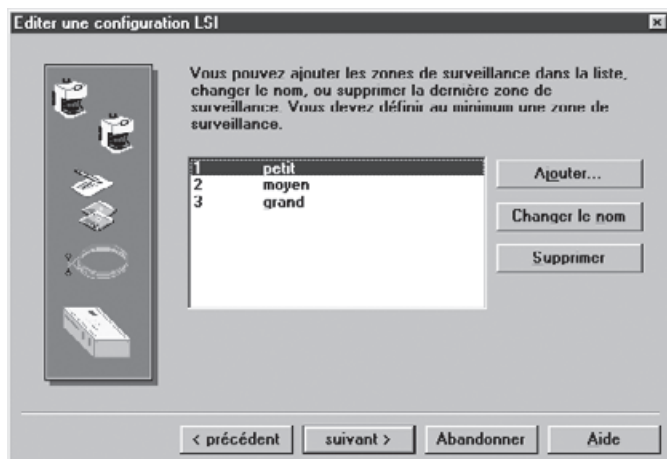 Editer une configuration LSI
Vous pouvez ajouter les zones de surveillance dans la liste,
changer le nom, ou supprimer la dernière zone de
surveillance. Vous devez définir au minimum une zone de
surveillance.
1 petit
2 moyen
3 grand
Ajouter...
Changer le nom
Supprimer
< précédent
suivant >
Abandonner
Aide